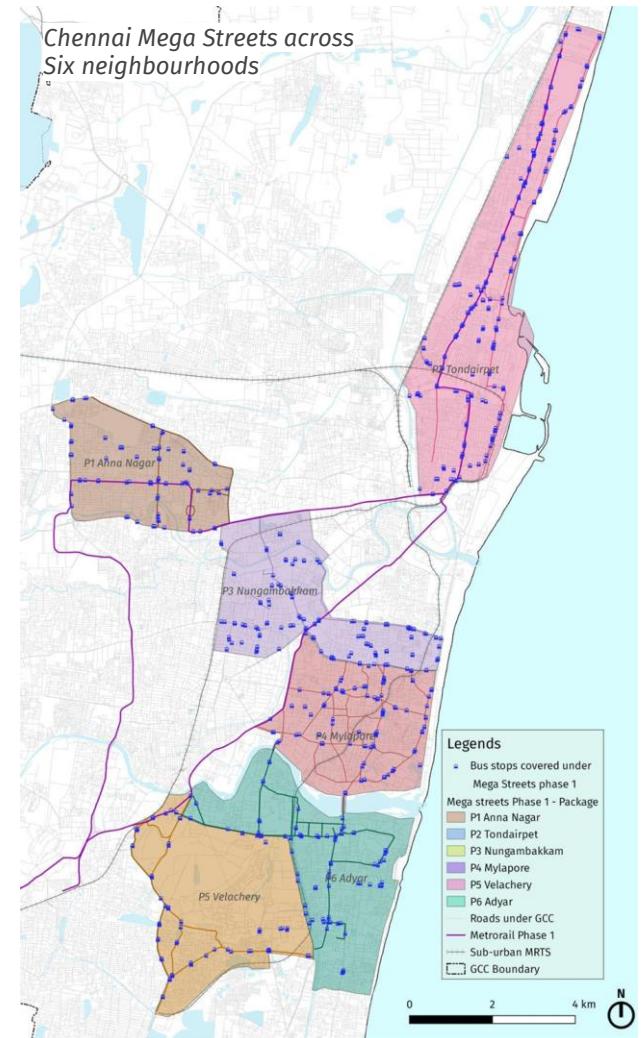 Chennai Mega Streets across
Six neighbourhoods
P2 Tondairpet
P1 Anna Nagar
P3 Nungambakkam
P4 Mylapore
P6 Adyar
P5 Velachery
Legends
Bus stops covered under
Mega Streets phase 1
Mega streets Phase 1 - Package
P1 Anna Nagar
P2 Tondairpet
P3 Nungambakkam
P4 Mylapore
P5 Velachery
P6 Adyar
Roads under GCC
Metrorail Phase 1
Sub-urban MRTS
GCC Boundary
0 2 4 km
N